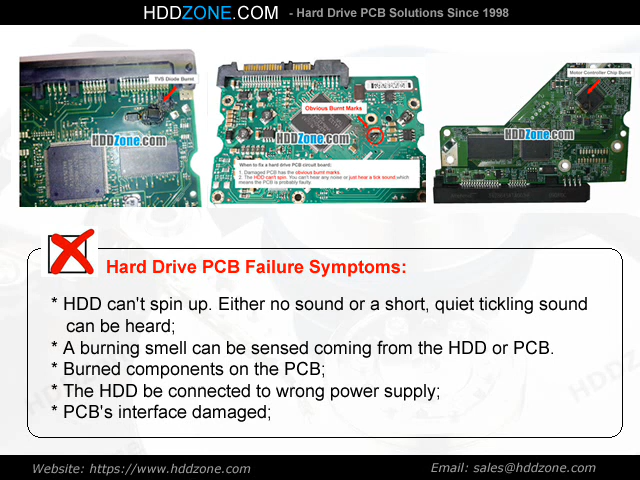 HDDZONE.COM - Hard Drive PCB Solutions Since 1998
TVS Diode Burnt
HDDZone.com
Obvious Burnt Marks
HDDZone.com
When to fix a hard drive PCB circuit board:
1. Damaged PCB has the obvious burnt marks.
2. The HDD can't spin. You can't hear any noise or just hear a tick sound which
means the PCB is probably faulty.
Motor Controller Chip Burnt
HDDZone.com
Hard Drive PCB Failure Symptoms:
* HDD can't spin up. Either no sound or a short, quiet tickling sound
can be heard;
* A burning smell can be sensed coming from the HDD or PCB.
* Burned components on the PCB;
* The HDD be connected to wrong power supply;
* PCB's interface damaged;
Website: https://www.hddzone.com
Email: sales@hddzone.com